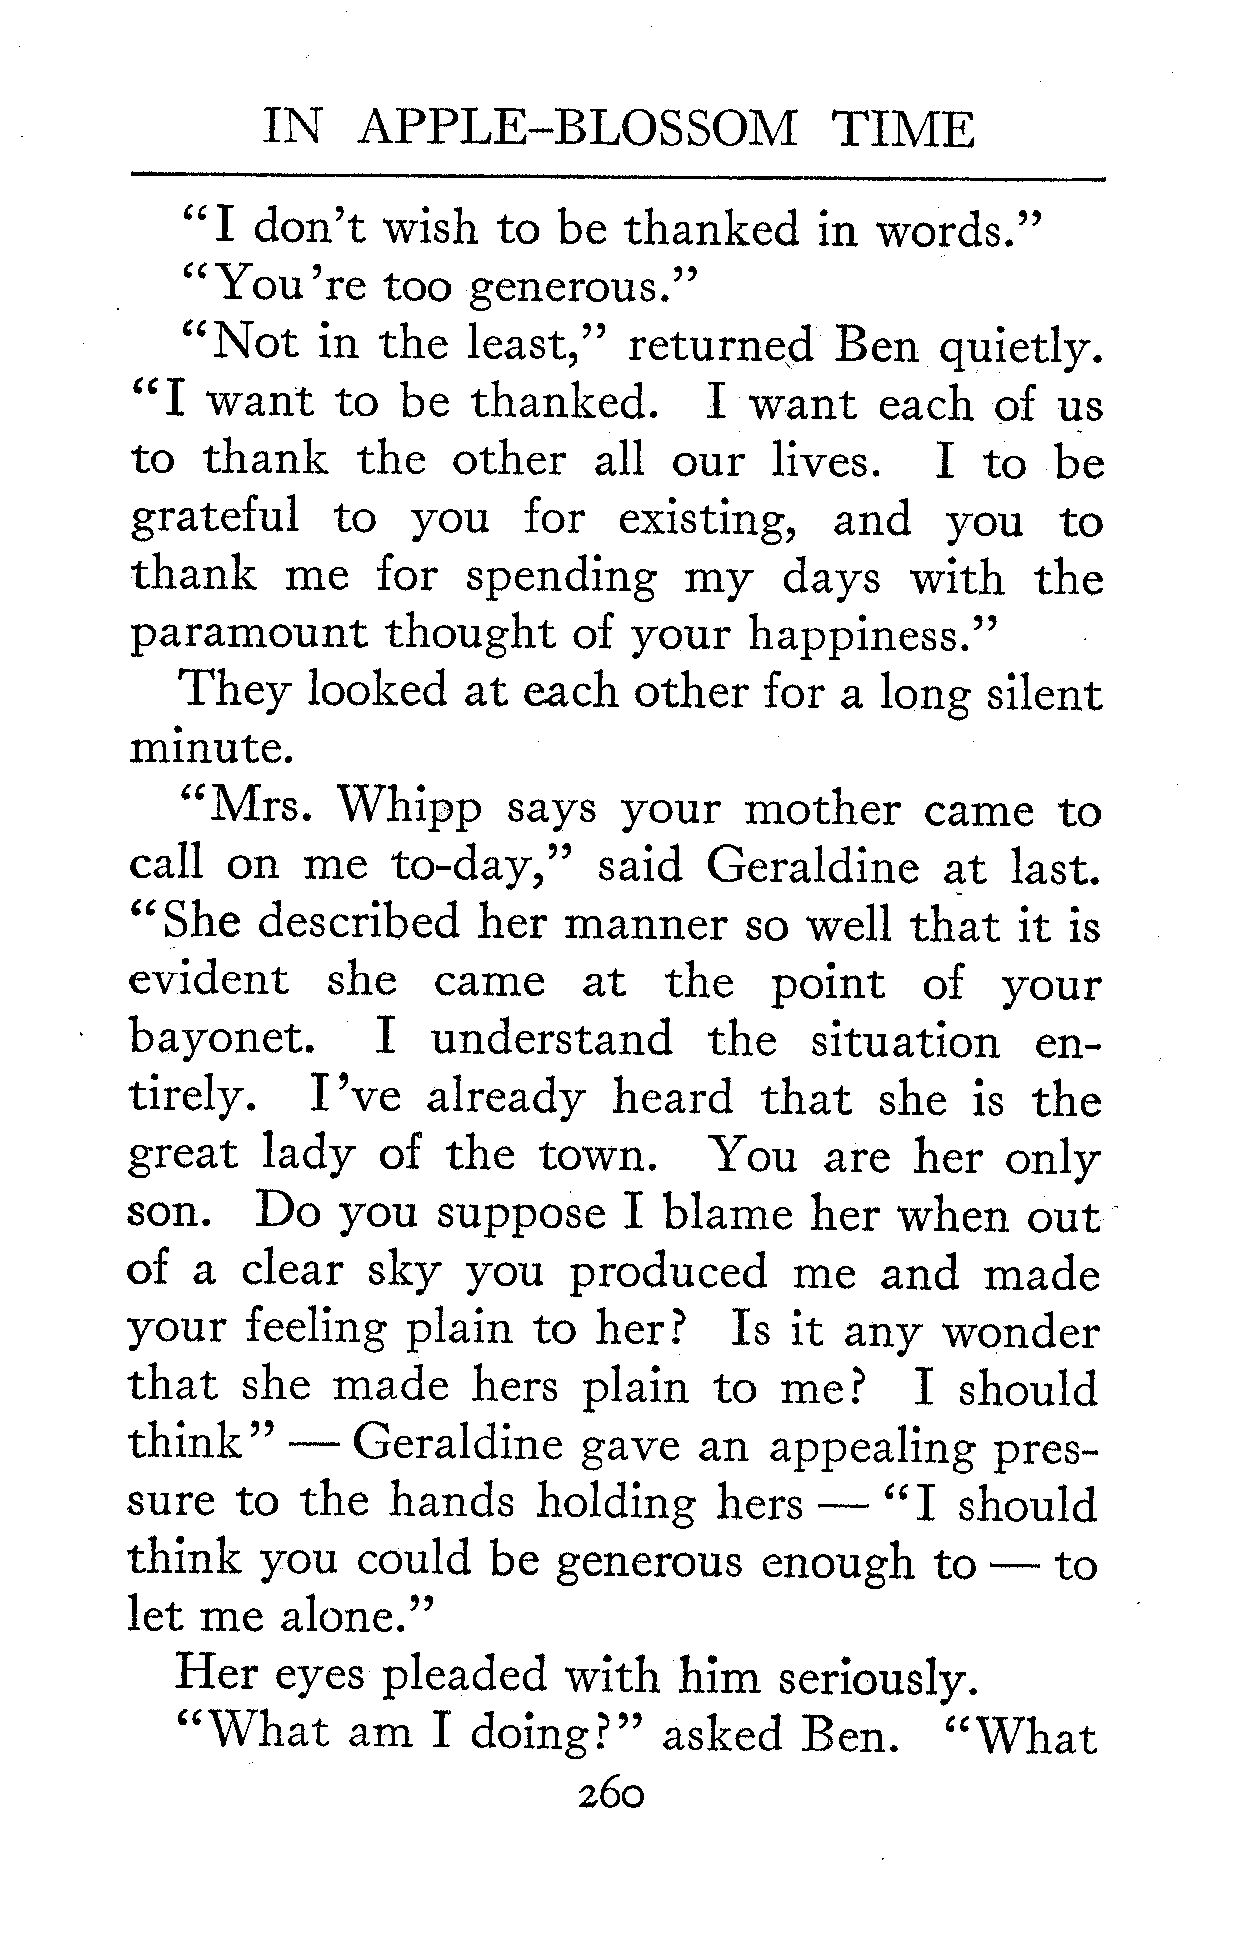 IN APPLE-BLOSSOM TIME
“I don’t wish to be thanked in words.”
“You’re too generous.”
“Not in the least,” returned Ben quietly.
“I want to be thanked. I want each of us
to thank the other all our lives. I to be
grateful to you for existing, and you to
thank me for spending my days with the
paramount thought of your happiness.”
They looked at each other for a long silent
minute.
“Mrs. Whipp says your mother came to
call on me to-day,” said Geraldine at last.
“She described her manner so well that it is
evident she came at the point of your
bayonet. I understand the situation en-
tirely. I’ve already heard that she is the
great lady of the town. You are her only
son. Do you suppose I blame her when out
of a clear sky you produced me and made
your feeling plain to her? Is it any wonder
that she made hers plain to me? I should
think” — Geraldine gave an appealing pres-
sure to the hands holding hers — “I should
think you could be generous enough to — to
let me alone.”
Her eyes pleaded with him seriously.
“What am I doing?” asked Ben. “What
260